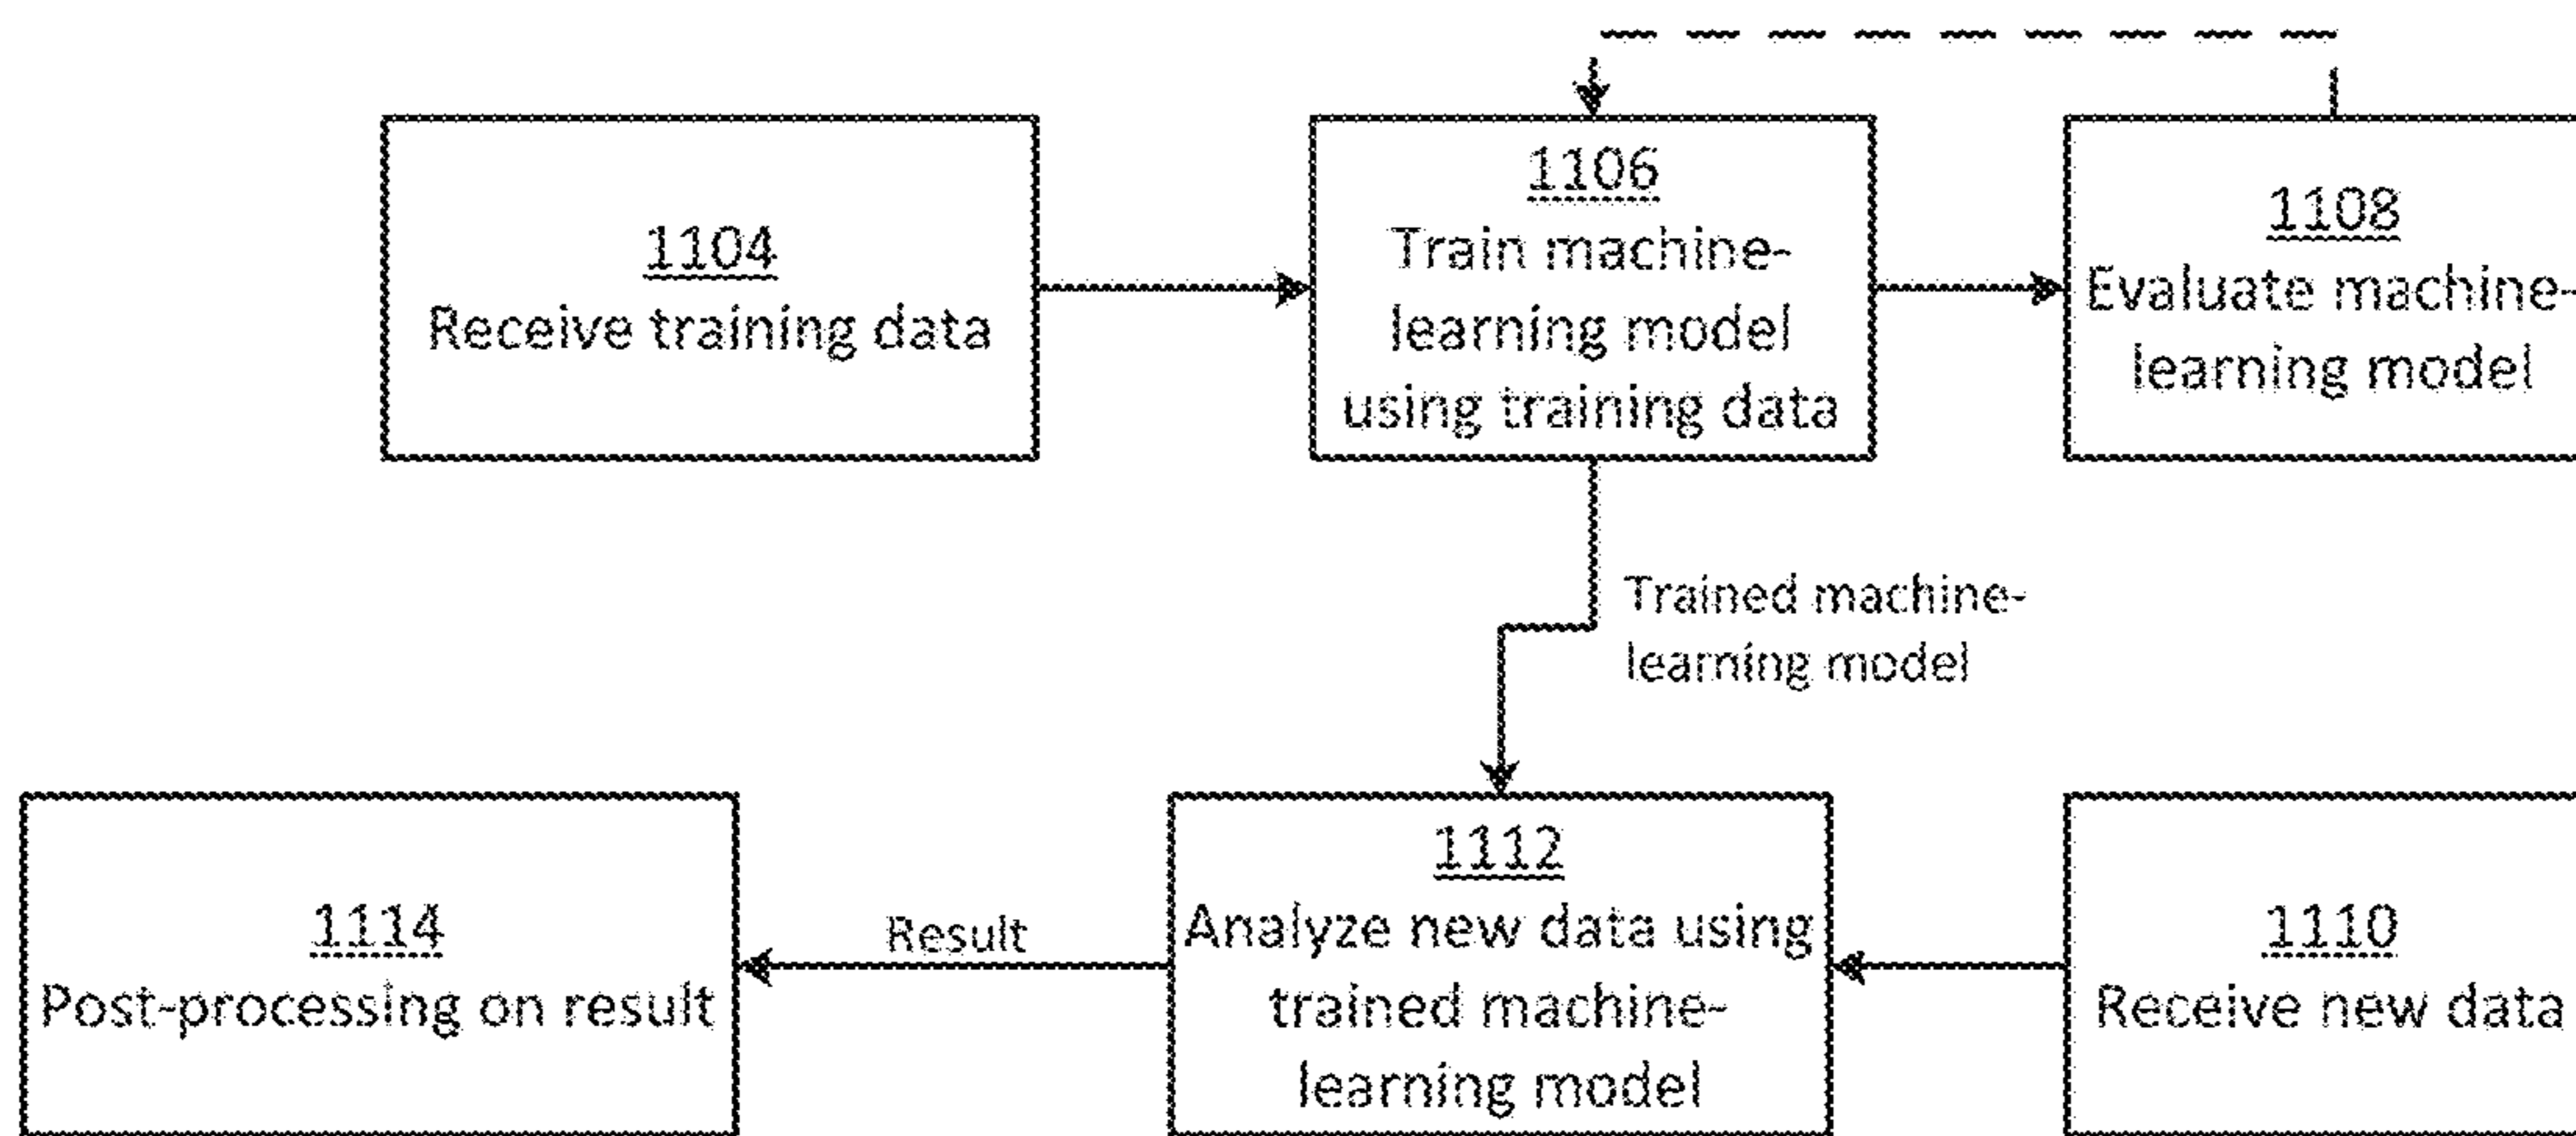 1104
Receive training data
1106
Train machine-
learning model
using training data
1108
Evaluate machine-
learning model
Trained machine-
learning model
1114
Post-processing on result
Result
1112
Analyze new data using
trained machine-
learning model
1110
Receive new data